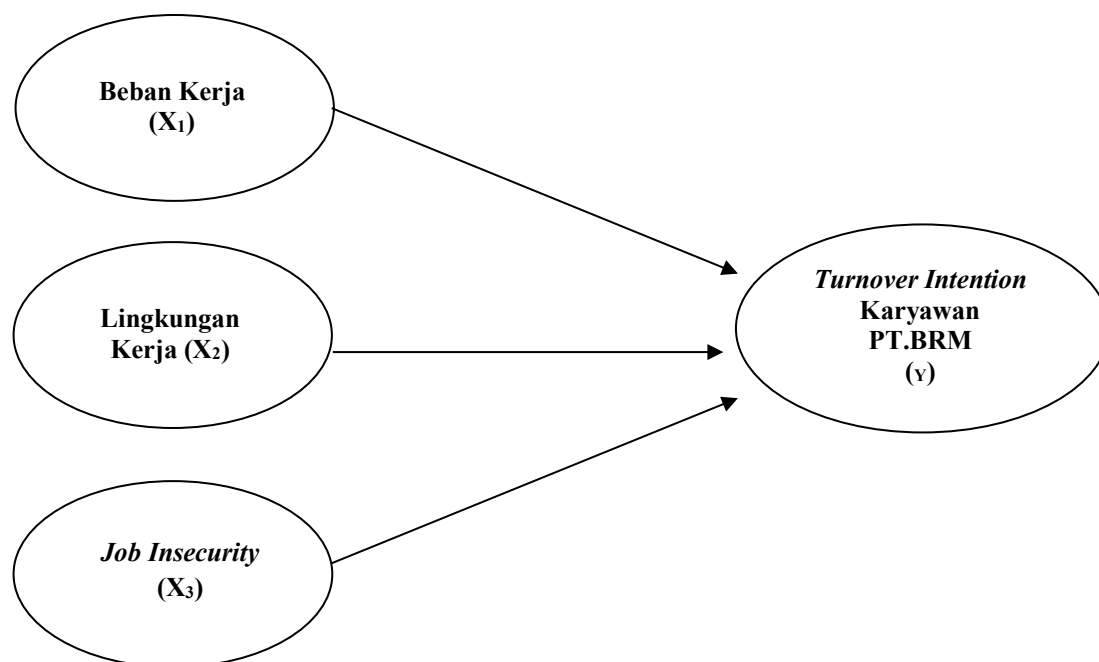 Beban Kerja
(X₁)
Lingkungan
Kerja (X₂)
Job Insecurity
(X₃)
Turnover Intention
Karyawan
PT.BRM
(Y)